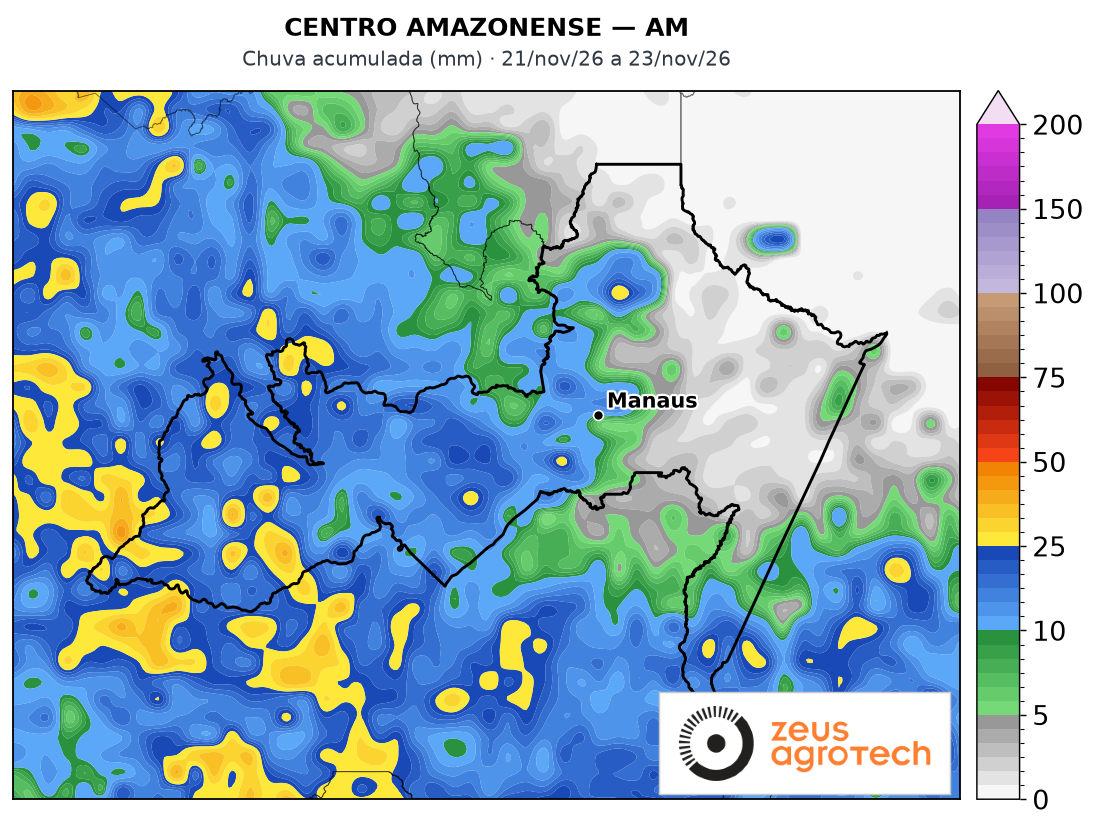 CENTRO AMAZONENSE — AM
Chuva acumulada (mm) · 21/nov/26 a 23/nov/26
200
150
100
75
50
25
10
5
0
Manaus
zeus
agrotech